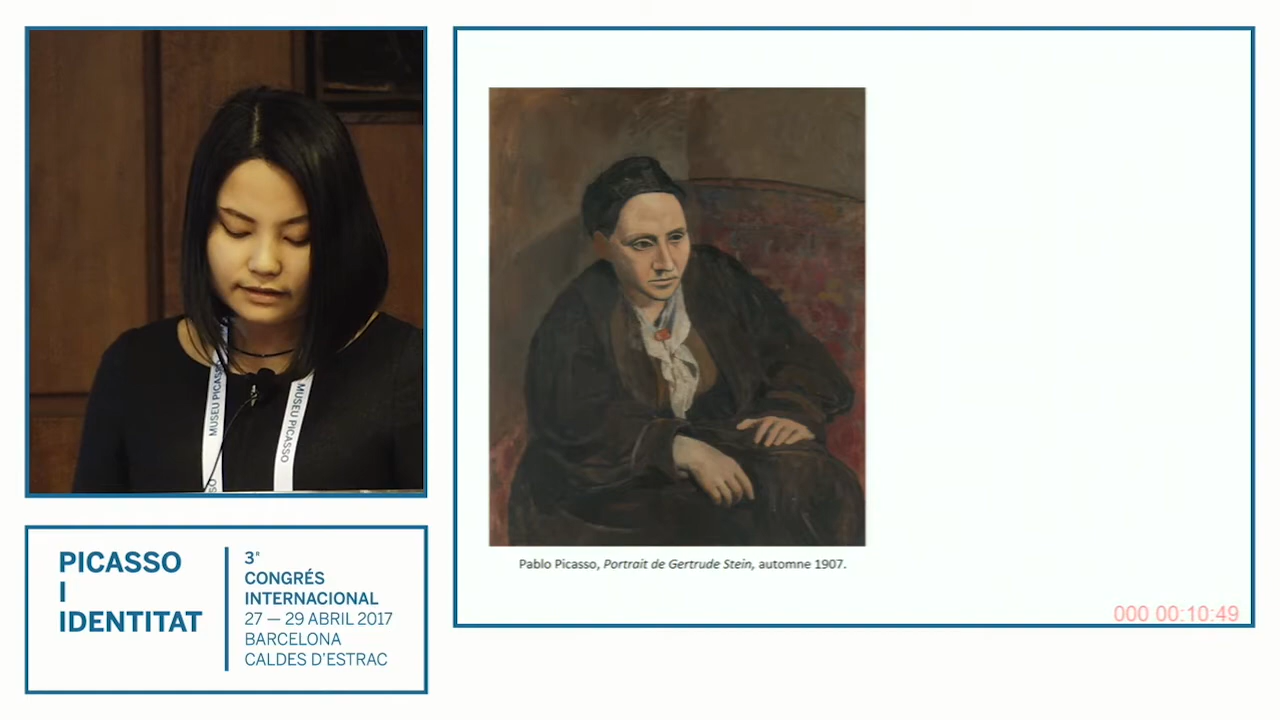 MUSEU PICASSO
MUSEU PICASSO
SO
Pablo Picasso, Portrait de Gertrude Stein, automne 1907.
000 00:10:49
PICASSO
I
IDENTITAT
3r
CONGRÉS
INTERNACIONAL
27 — 29 ABRIL 2017
BARCELONA
CALDES D'ESTRAC